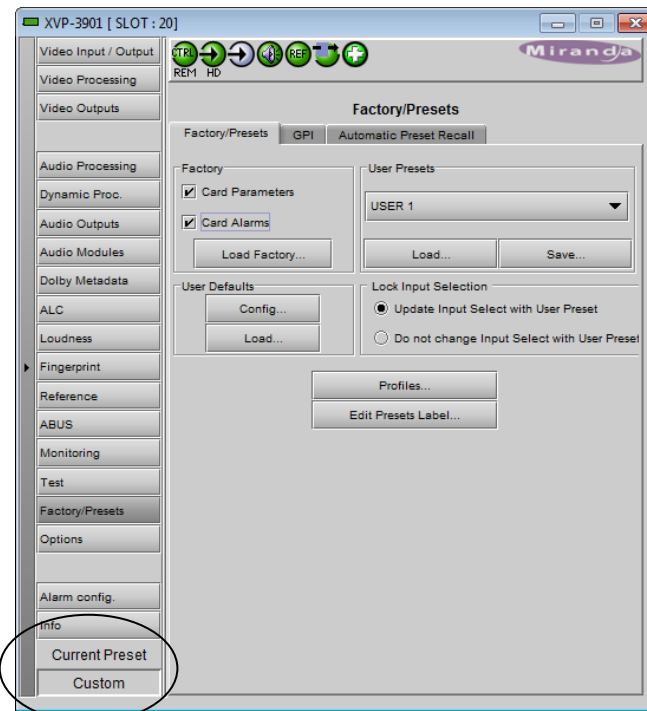 XVP-3901 [ SLOT : 20]
Video Input / Output
Video Processing
Video Outputs
Audio Processing
Dynamic Proc.
Audio Outputs
Audio Modules
Dolby Metadata
ALC
Loudness
Fingerprint
Reference
ABUS
Monitoring
Test
Factory/Presets
Options
Alarm config.
Info
Current Preset
Custom
CTRL
REF
REM HD
Miranda
Factory/Presets
Factory/Presets GPI Automatic Preset Recall
Factory
Card Parameters
Card Alarms
Load Factory...
User Presets
USER 1
Load... Save...
User Defaults
Config...
Load...
Lock Input Selection
Update Input Select with User Preset
Do not change Input Select with User Preset
Profiles...
Edit Presets Label...